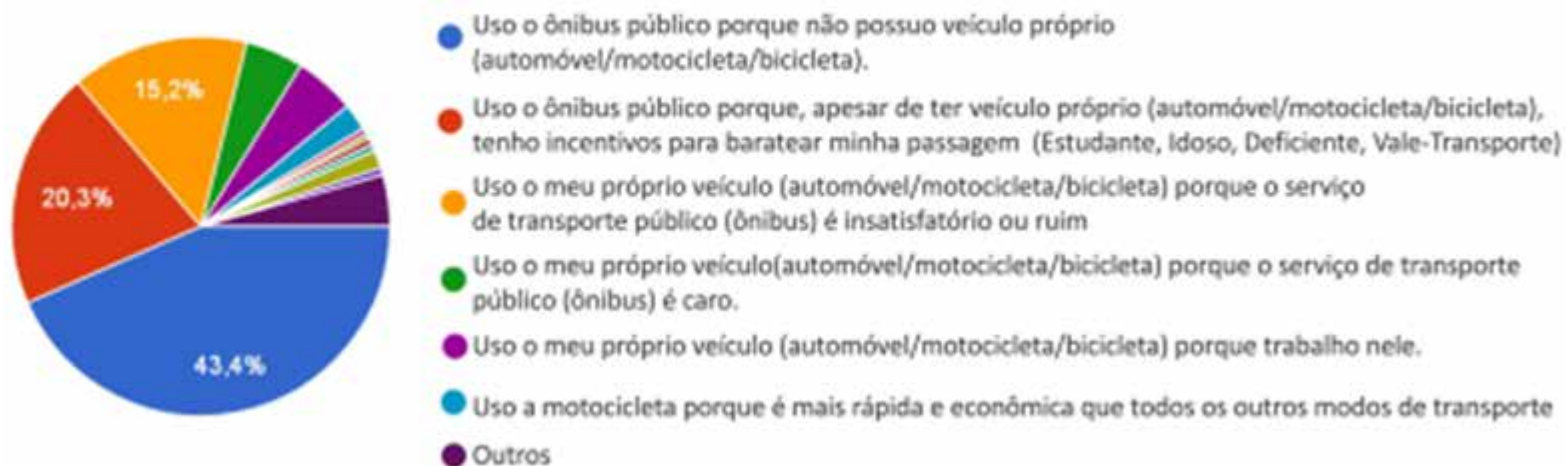 15,2%
20,3%
43,4%
Uso o ônibus público porque não possuo veículo próprio
(automóvel/motocicleta/bicicleta).
Uso o ônibus público porque, apesar de ter veículo próprio (automóvel/motocicleta/bicicleta),
tenho incentivos para baratear minha passagem (Estudante, Idoso, Deficiente, Vale-Transporte)
Uso o meu próprio veículo (automóvel/motocicleta/bicicleta) porque o serviço
de transporte público (ônibus) é insatisfatório ou ruim
Uso o meu próprio veículo(automóvel/motocicleta/bicicleta) porque o serviço de transporte
público (ônibus) é caro.
Uso o meu próprio veículo (automóvel/motocicleta/bicicleta) porque trabalho nele.
Uso a motocicleta porque é mais rápida e econômica que todos os outros modos de transporte
Outros